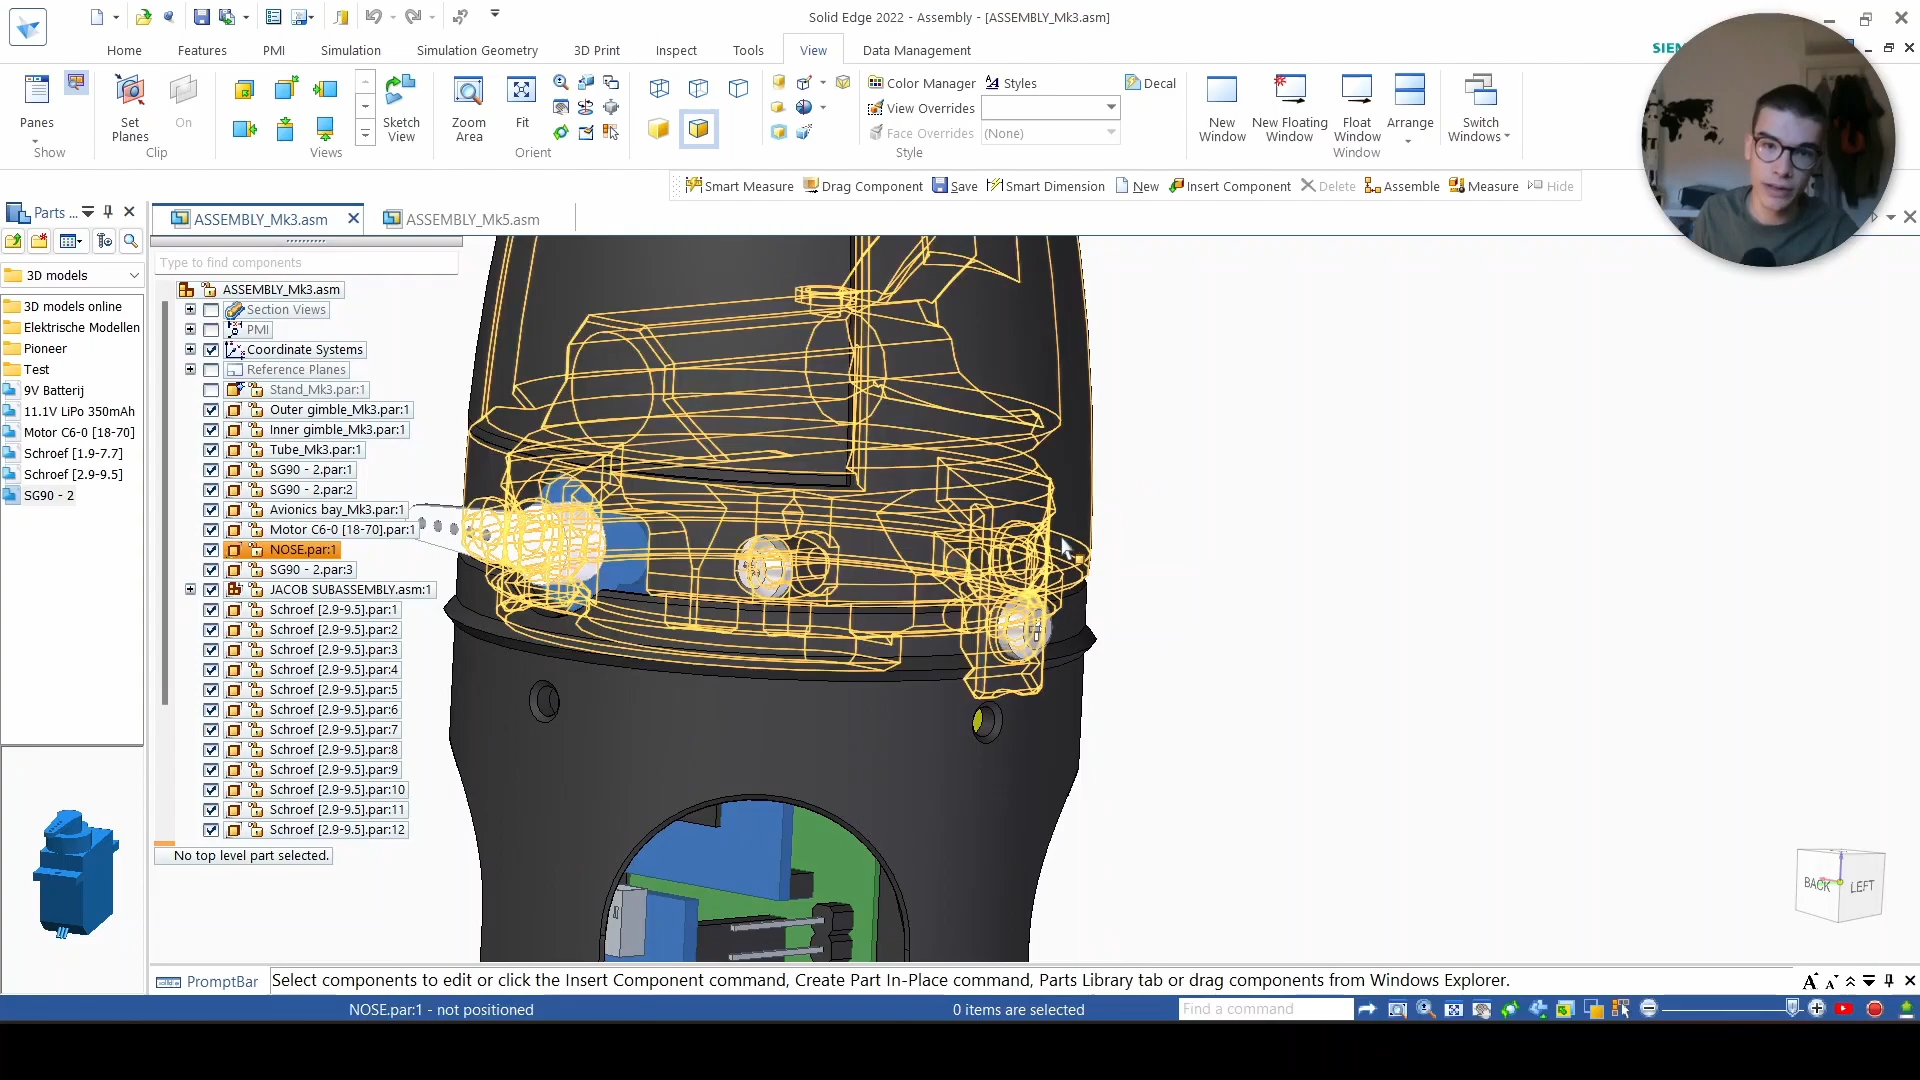 Solid Edge 2022 - Assembly - [ASSEMBLY_Mk3.asm]
Home
Features
PMI
Simulation
Simulation Geometry
3D Print
Inspect
Tools
View
Data Management
Panes
Show
Set Planes
On
Clip
Views
Sketch View
Zoom Area
Fit
Orient
Color Manager
Styles
View Overrides
Face Overrides
(None)
Style
Decal
New Window
New Floating Window
Float Window
Arrange
Window
Switch Windows
Smart Measure
Drag Component
Save
Smart Dimension
New
Insert Component
Delete
Assemble
Measure
Hide
Parts ...
ASSEMBLY_Mk3.asm
ASSEMBLY_Mk5.asm
3D models
3D models online
Elektrische Modellen
Pioneer
Test
9V Batterij
11.1V LiPo 350mAh
Motor C6-0 [18-70]
Schroef [1.9-7.7]
Schroef [2.9-9.5]
SG90 - 2
Type to find components
ASSEMBLY_Mk3.asm
Section Views
PMI
Coordinate Systems
Reference Planes
Stand_Mk3.par:1
Outer gimble_Mk3.par:1
Inner gimble_Mk3.par:1
Tube_Mk3.par:1
SG90 - 2.par:1
SG90 - 2.par:2
Avionics bay_Mk3.par:1
Motor C6-0 [18-70].par:1
NOSE.par:1
SG90 - 2.par:3
JACOB SUBASSEMBLY.asm:1
Schroef [2.9-9.5].par:1
Schroef [2.9-9.5].par:2
Schroef [2.9-9.5].par:3
Schroef [2.9-9.5].par:4
Schroef [2.9-9.5].par:5
Schroef [2.9-9.5].par:6
Schroef [2.9-9.5].par:7
Schroef [2.9-9.5].par:8
Schroef [2.9-9.5].par:9
Schroef [2.9-9.5].par:10
Schroef [2.9-9.5].par:11
Schroef [2.9-9.5].par:12
No top level part selected.
BACK
LEFT
PromptBar
Select components to edit or click the Insert Component command, Create Part In-Place command, Parts Library tab or drag components from Windows Explorer.
NOSE.par:1 - not positioned
0 items are selected
Find a command